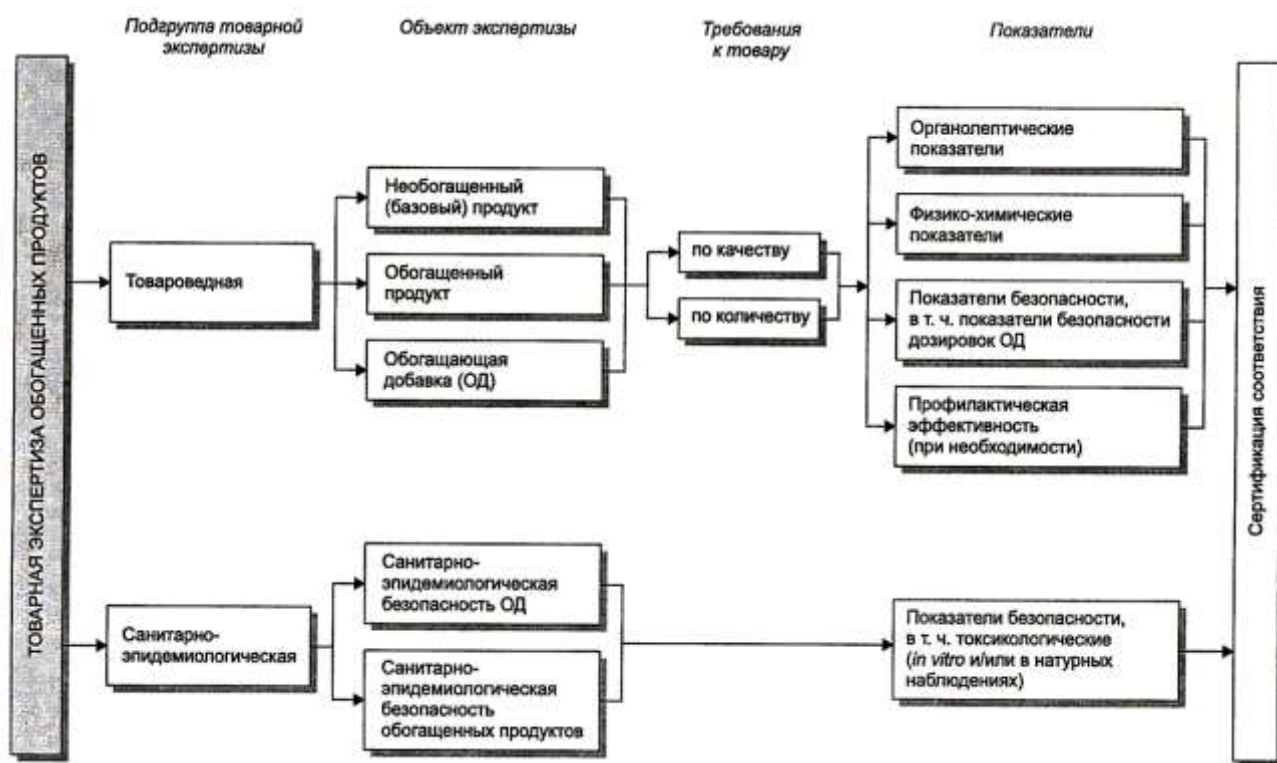 Подгруппа товарной
экспертизы
Объект экспертизы
Требования
к товару
Показатели
ТОВАРНАЯ ЭКСПЕРТИЗА ОБОГАЩЕННЫХ ПРОДУКТОВ
Товароведная
Необогащенный
(базовый) продукт
Обогащенный
продукт
Обогащающая
добавка (ОД)
по качеству
по количеству
Органолептические
показатели
Физико-химические
показатели
Показатели безопасности,
в т. ч. показатели безопасности
дозировок ОД
Профилактическая
эффективность
(при необходимости)
Санитарно-
эпидемиологическая
Санитарно-
эпидемиологическая
безопасность ОД
Санитарно-
эпидемиологическая
безопасность
обогащенных продуктов
Показатели безопасности,
в т. ч. токсикологические
(in vitro и/или в натурных
наблюдениях)
Сертификация соответствия